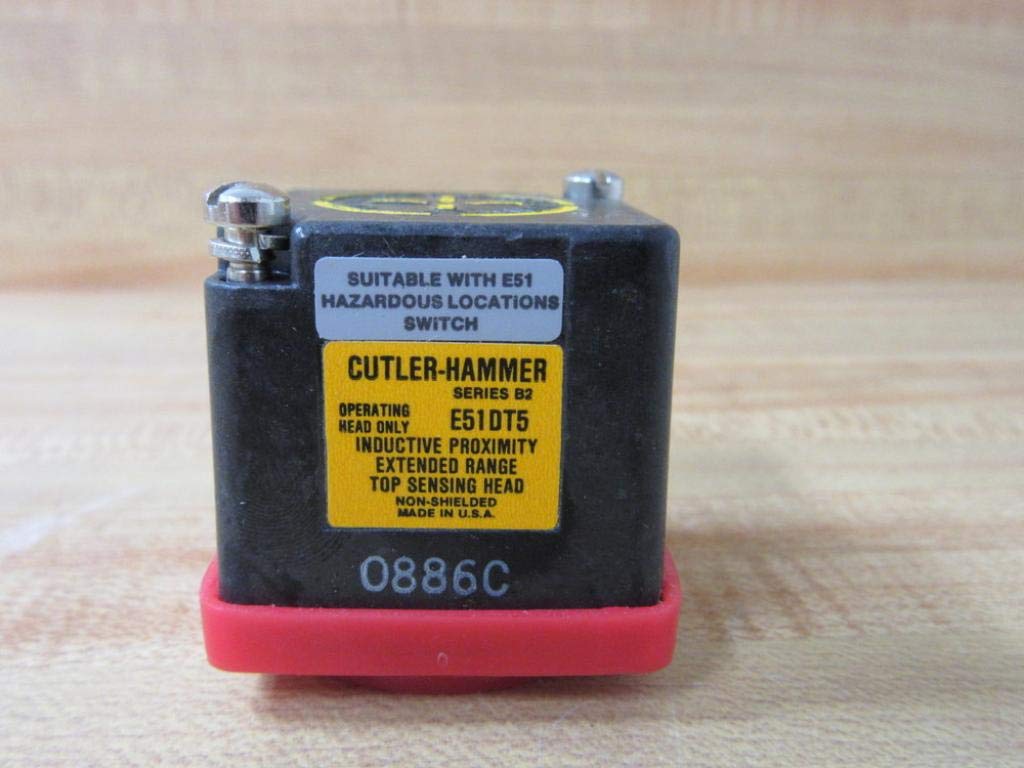 SUITABLE WITH E51
HAZARDOUS LOCATIONS
SWITCH
CUTLER-HAMMER
SERIES B2
OPERATING
HEAD ONLY
E51DT5
INDUCTIVE PROXIMITY
EXTENDED RANGE
TOP SENSING HEAD
NON-SHIELDED
MADE IN U.S.A.
0886C